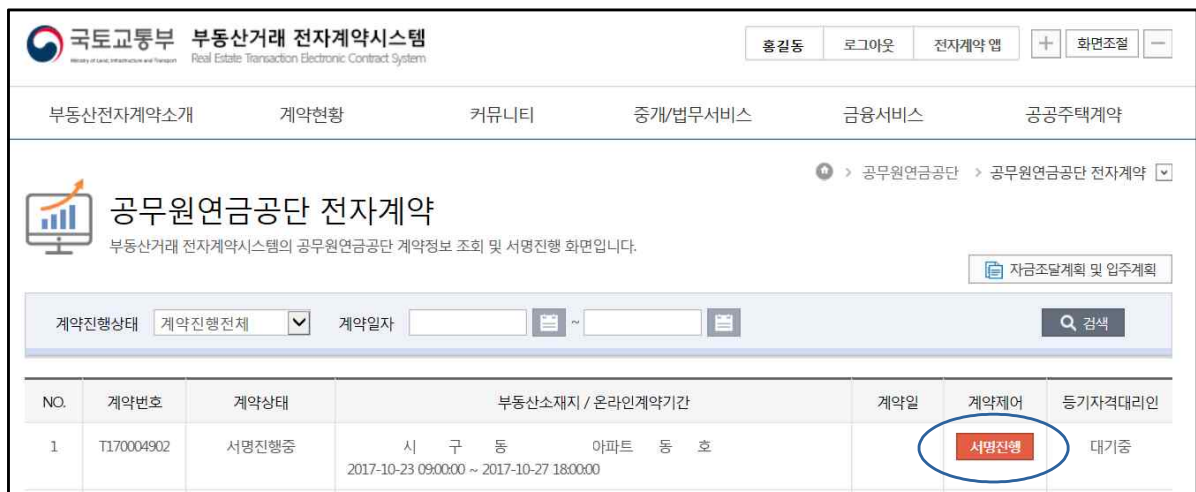 국토교통부 부동산거래 전자계약시스템
Ministry of Land, Infrastructure and Transport Real Estate Transaction Electronic Contract System
홍길동 로그아웃 전자계약 앱 + 화면조절 －
부동산전자계약소개 계약현황 커뮤니티 중개/법무서비스 금융서비스 공공주택계약
> 공무원연금공단 > 공무원연금공단 전자계약
공무원연금공단 전자계약
부동산거래 전자계약시스템의 공무원연금공단 계약정보 조회 및 서명진행 화면입니다.
자금조달계획 및 입주계획
계약진행상태 계약진행전체 계약일자 ~ 검색
NO. 계약번호 계약상태 부동산소재지 / 온라인계약기간 계약일 계약제어 등기자격대리인
1 T170004902 서명진행중 시 구 동 아파트 동 호 서명진행 대기중
2017-10-23 09:00:00 ~ 2017-10-27 18:00:00